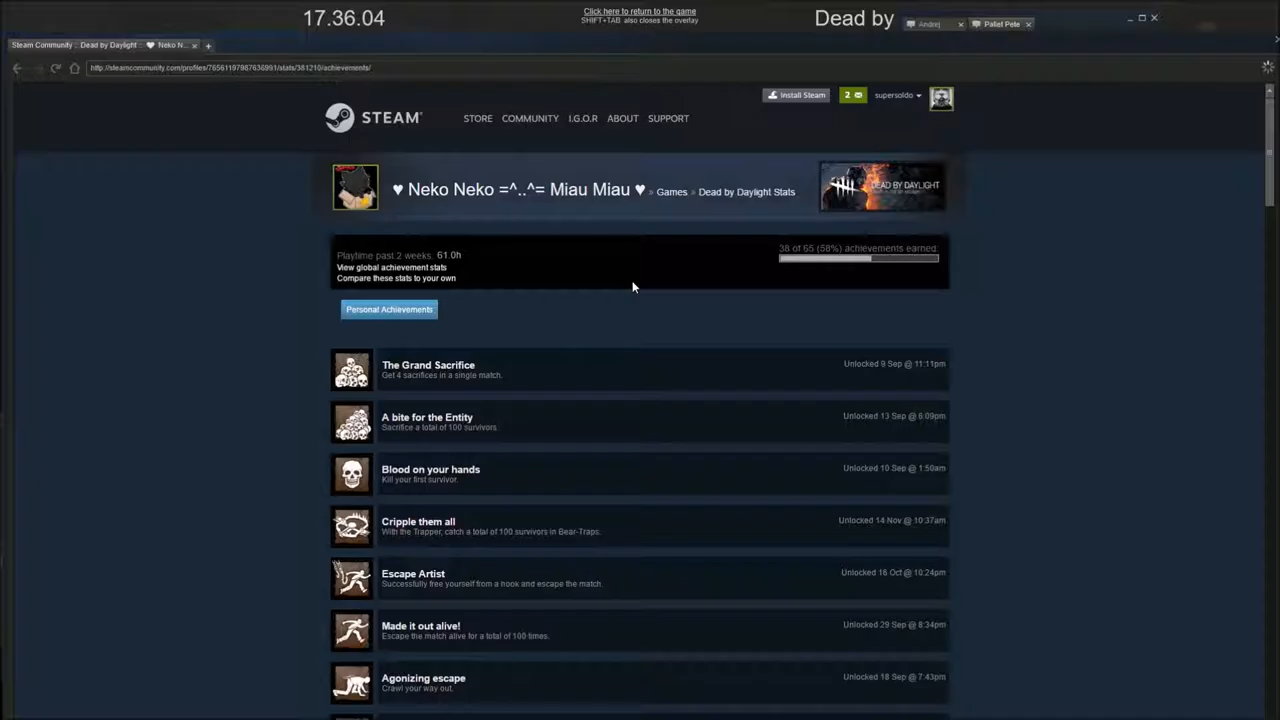 17.36.04
Click here to return to the game
SHIFT+TAB also closes the overlay
Dead by
Andrej
Pallet Pete
Steam Community :: Dead by Daylight :: ♥ Neko N...
http://steamcommunity.com/profiles/76561197987636991/stats/381210/achievements/
Install Steam
2
supersoldo
STEAM
STORE COMMUNITY I.G.O.R ABOUT SUPPORT
♥ Neko Neko =^..^= Miau Miau ♥ » Games » Dead by Daylight Stats
DEAD BY DAYLIGHT
Playtime past 2 weeks: 61.0h
38 of 65 (58%) achievements earned:
View global achievement stats
Compare these stats to your own
Personal Achievements
The Grand Sacrifice
Get 4 sacrifices in a single match.
Unlocked 9 Sep @ 11:11pm
A bite for the Entity
Sacrifice a total of 100 survivors.
Unlocked 13 Sep @ 6:09pm
Blood on your hands
Kill your first survivor.
Unlocked 10 Sep @ 1:50am
Cripple them all
With the Trapper, catch a total of 100 survivors in Bear-Traps.
Unlocked 14 Nov @ 10:37am
Escape Artist
Successfully free yourself from a hook and escape the match.
Unlocked 16 Oct @ 10:24pm
Made it out alive!
Escape the match alive for a total of 100 times.
Unlocked 29 Sep @ 8:34pm
Agonizing escape
Crawl your way out.
Unlocked 18 Sep @ 7:43pm